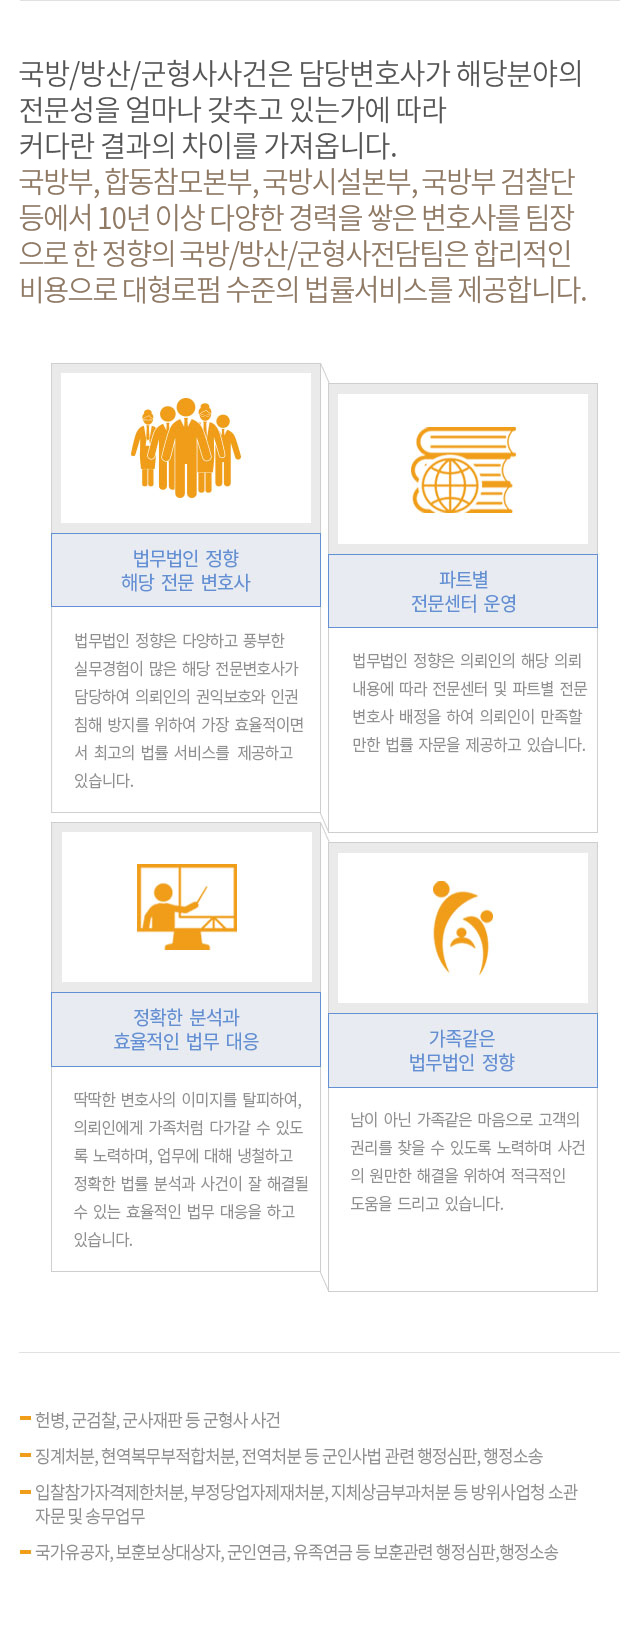 국방/방산/군형사사건은 담당변호사가 해당분야의
전문성을 얼마나 갖추고 있는가에 따라
커다란 결과의 차이를 가져옵니다.
국방부, 합동참모본부, 국방시설본부, 국방부 검찰단
등에서 10년 이상 다양한 경력을 쌓은 변호사를 팀장
으로 한 정향의 국방/방산/군형사전담팀은 합리적인
비용으로 대형로펌 수준의 법률서비스를 제공합니다.
법무법인 정향
해당 전문 변호사
법무법인 정향은 다양하고 풍부한
실무경험이 많은 해당 전문변호사가
담당하여 의뢰인의 권익보호와 인권
침해 방지를 위하여 가장 효율적이면
서 최고의 법률 서비스를 제공하고
있습니다.
파트별
전문센터 운영
법무법인 정향은 의뢰인의 해당 의뢰
내용에 따라 전문센터 및 파트별 전문
변호사 배정을 하여 의뢰인이 만족할
만한 법률 자문을 제공하고 있습니다.
정확한 분석과
효율적인 법무 대응
딱딱한 변호사의 이미지를 탈피하여,
의뢰인에게 가족처럼 다가갈 수 있도
록 노력하며, 업무에 대해 냉철하고
정확한 법률 분석과 사건이 잘 해결될
수 있는 효율적인 법무 대응을 하고
있습니다.
가족같은
법무법인 정향
남이 아닌 가족같은 마음으로 고객의
권리를 찾을 수 있도록 노력하며 사건
의 원만한 해결을 위하여 적극적인
도움을 드리고 있습니다.
헌병, 군검찰, 군사재판 등 군형사 사건
징계처분, 현역복무부적합처분, 전역처분 등 군인사법 관련 행정심판, 행정소송
입찰참가자격제한처분, 부정당업자제재처분, 지체상금부과처분 등 방위사업청 소관
자문 및 송무업무
국가유공자, 보훈보상대상자, 군인연금, 유족연금 등 보훈관련 행정심판,행정소송